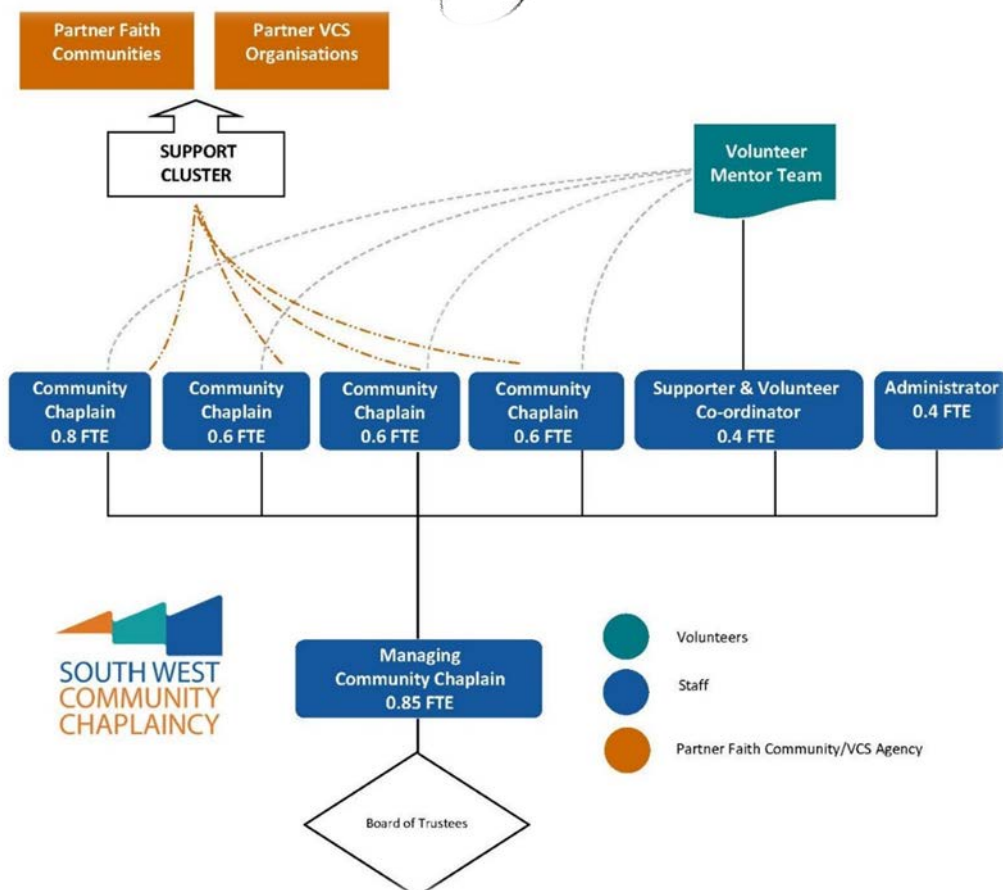 Partner Faith
Communities
Partner VCS
Organisations
SUPPORT
CLUSTER
Volunteer
Mentor Team
Community
Chaplain
0.8 FTE
Community
Chaplain
0.6 FTE
Community
Chaplain
0.6 FTE
Community
Chaplain
0.6 FTE
Supporter & Volunteer
Co-ordinator
0.4 FTE
Administrator
0.4 FTE
SOUTH WEST
COMMUNITY
CHAPLAINCY
Managing
Community Chaplain
0.85 FTE
Board of Trustees
Volunteers
Staff
Partner Faith Community/VCS Agency